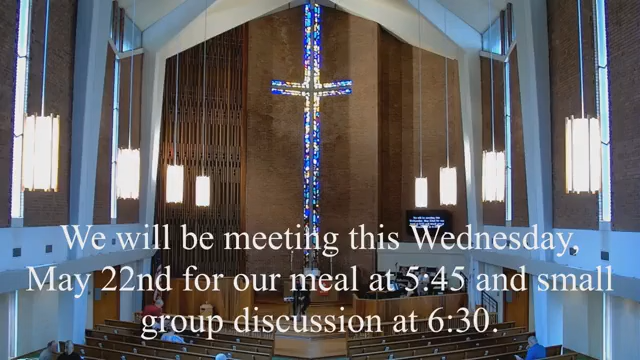 We will be meeting this Wednesday,
May 22nd for our meal at 5:45 and small
group discussion at 6:30.